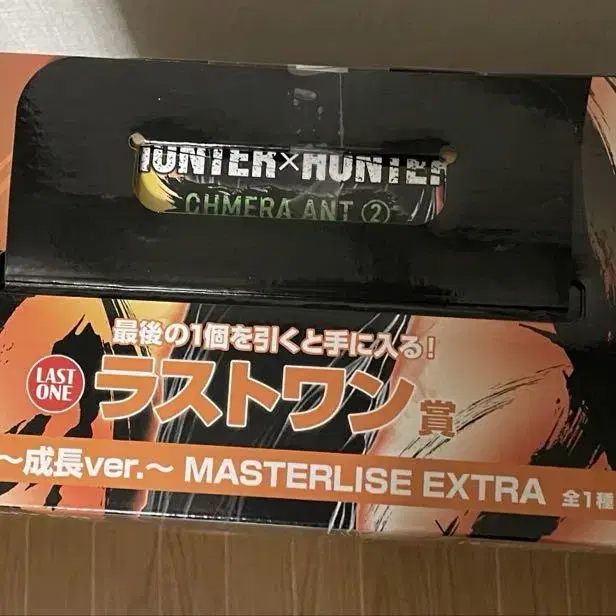 HUNTER×HUNTER
CHMERA ANT ②
最後の1個を引くと手に入る!
LAST
ONE
ラストワン賞
~成長ver.~ MASTERLISE EXTRA 全1種